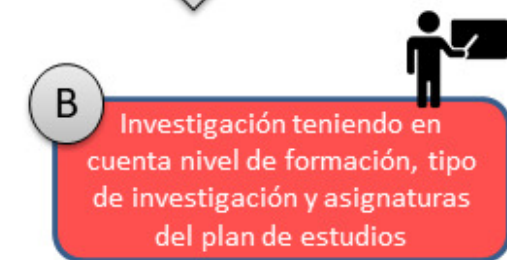 B
Investigación teniendo en
cuenta nivel de formación, tipo
de investigación y asignaturas
del plan de estudios